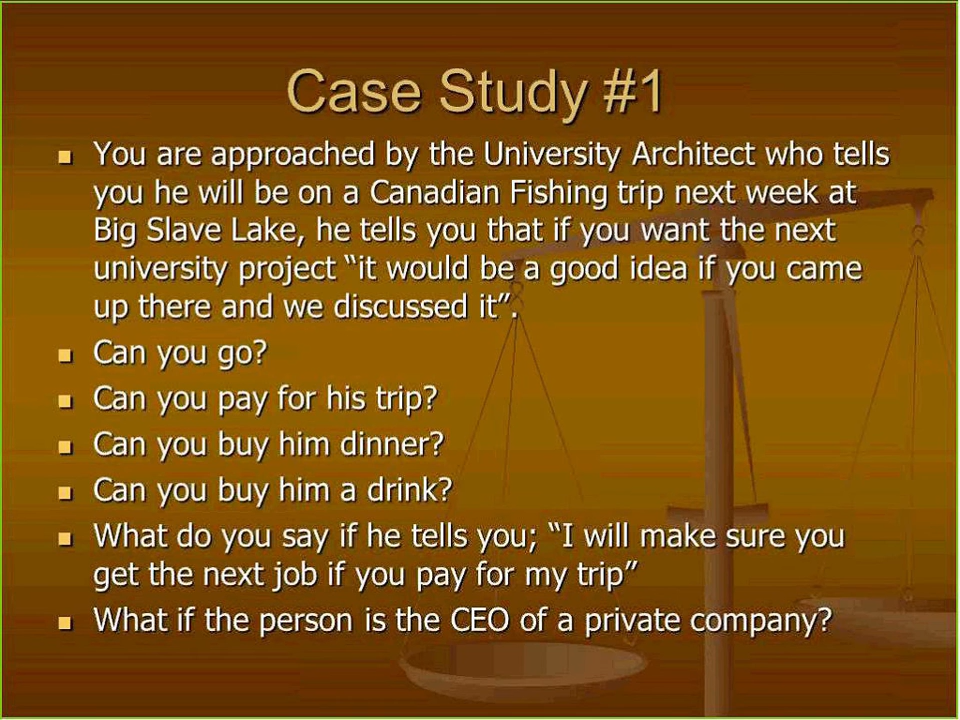 Case Study #1
You are approached by the University Architect who tells
you he will be on a Canadian Fishing trip next week at
Big Slave Lake, he tells you that if you want the next
university project “it would be a good idea if you came
up there and we discussed it”.
Can you go?
Can you pay for his trip?
Can you buy him dinner?
Can you buy him a drink?
What do you say if he tells you; “I will make sure you
get the next job if you pay for my trip”
What if the person is the CEO of a private company?